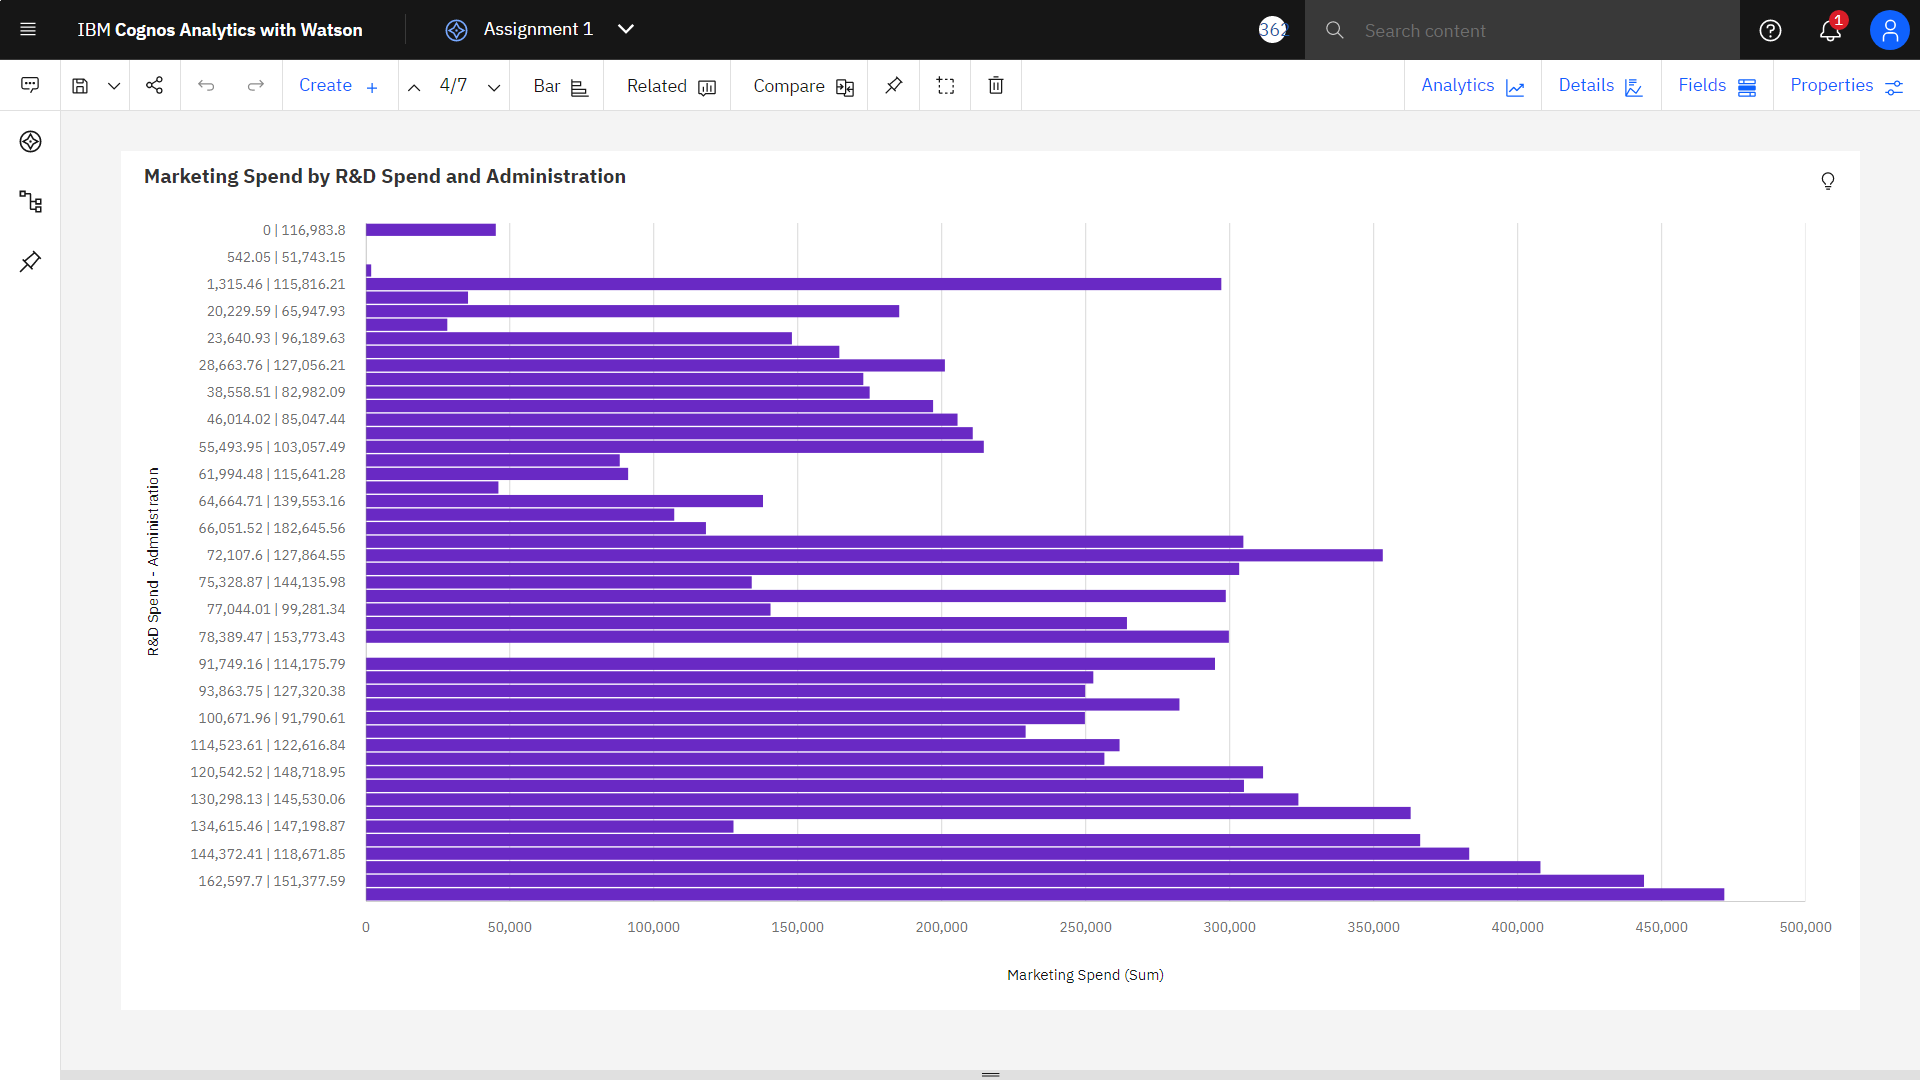 IBM Cognos Analytics with Watson
Assignment 1
362
Search content
1
Create
4/7
Bar
Related
Compare
Analytics
Details
Fields
Properties
Marketing Spend by R&D Spend and Administration
0 | 116,983.8
542.05 | 51,743.15
1,315.46 | 115,816.21
20,229.59 | 65,947.93
23,640.93 | 96,189.63
28,663.76 | 127,056.21
38,558.51 | 82,982.09
46,014.02 | 85,047.44
55,493.95 | 103,057.49
61,994.48 | 115,641.28
64,664.71 | 139,553.16
66,051.52 | 182,645.56
72,107.6 | 127,864.55
75,328.87 | 144,135.98
77,044.01 | 99,281.34
78,389.47 | 153,773.43
91,749.16 | 114,175.79
93,863.75 | 127,320.38
100,671.96 | 91,790.61
114,523.61 | 122,616.84
120,542.52 | 148,718.95
130,298.13 | 145,530.06
134,615.46 | 147,198.87
144,372.41 | 118,671.85
162,597.7 | 151,377.59
R&D Spend - Administration
0 50,000 100,000 150,000 200,000 250,000 300,000 350,000 400,000 450,000 500,000
Marketing Spend (Sum)